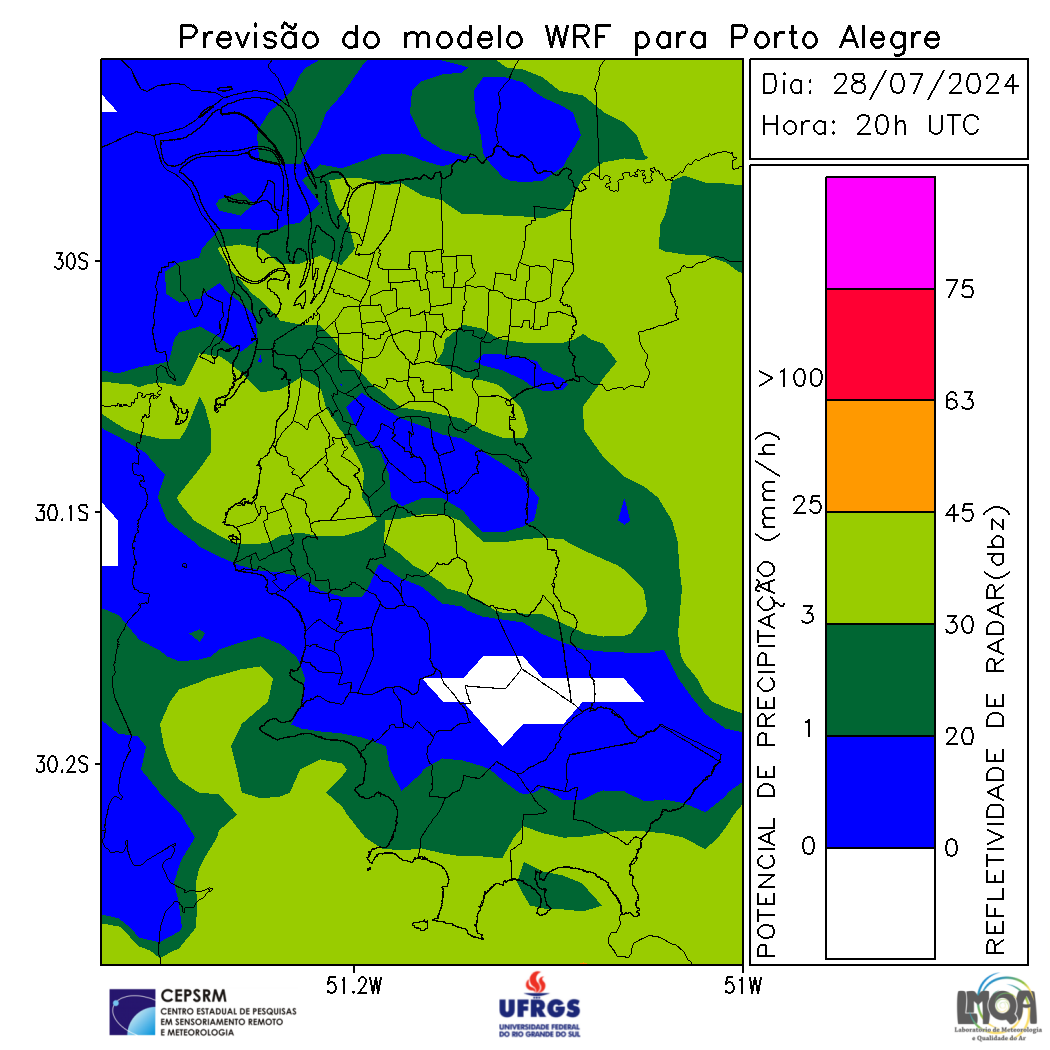 Previsão do modelo WRF para Porto Alegre
Dia: 28/07/2024
Hora: 20h UTC
30S
30.1S
30.2S
51.2W
51W
POTENCIAL DE PRECIPITAÇÃO (mm/h)
>100
25
3
1
0
75
63
45
30
20
0
REFLETIVIDADE DE RADAR(dbz)
CEPSRM
CENTRO ESTADUAL DE PESQUISAS
EM SENSORIAMENTO REMOTO
E METEOROLOGIA
UFRGS
UNIVERSIDADE FEDERAL
DO RIO GRANDE DO SUL
LMQA
Laboratório de Meteorologia
e Qualidade do Ar